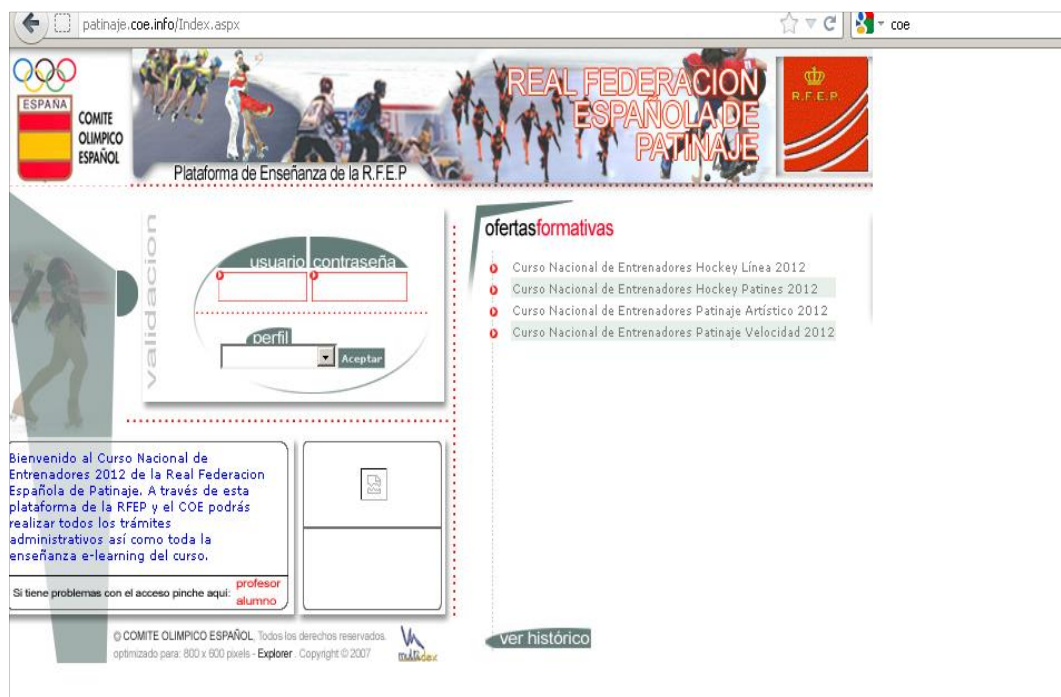 patinaje.coe.info/Index.aspx
coe
ESPAÑA
COMITE
OLIMPICO
ESPAÑOL
Plataforma de Enseñanza de la R.F.E.P
REAL FEDERACION
ESPAÑOLA DE
PATINAJE
R.F.E.P.
validacion
usuario contraseña
perfil
Aceptar
ofertasformativas
Curso Nacional de Entrenadores Hockey Línea 2012
Curso Nacional de Entrenadores Hockey Patines 2012
Curso Nacional de Entrenadores Patinaje Artístico 2012
Curso Nacional de Entrenadores Patinaje Velocidad 2012
Bienvenido al Curso Nacional de
Entrenadores 2012 de la Real Federacion
Española de Patinaje. A través de esta
plataforma de la RFEP y el COE podrás
realizar todos los trámites
administrativos así como toda la
enseñanza e-learning del curso.
Si tiene problemas con el acceso pinche aquí:
profesor
alumno
© COMITE OLIMPICO ESPAÑOL, Todos los derechos reservados.
optimizado para: 800 x 600 pixels - Explorer . Copyright © 2007
multidex
ver histórico